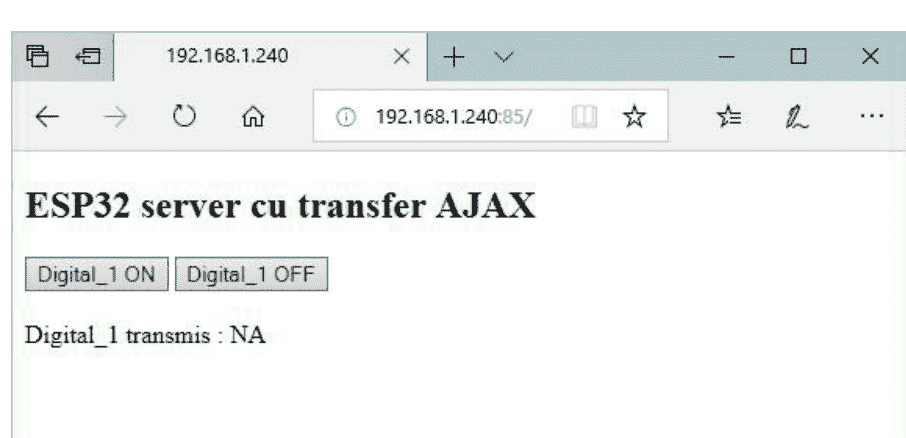 192.168.1.240
192.168.1.240:85/
ESP32 server cu transfer AJAX
Digital_1 ON Digital_1 OFF
Digital_1 transmis : NA